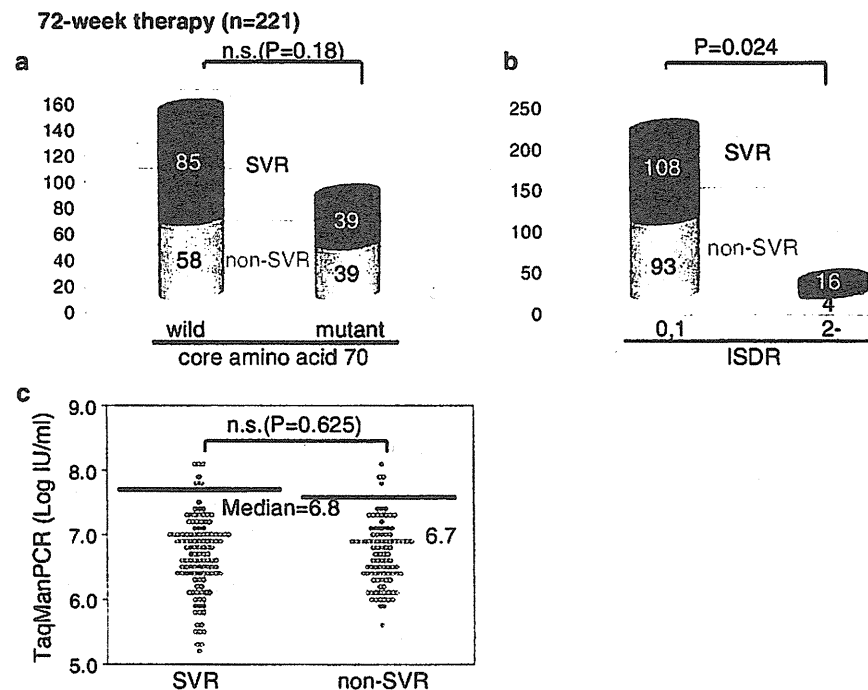 72-week therapy (n=221)
a
n.s.(P=0.18)
160
140
120
100
80
60
40
20
0
85
SVR
39
58
non-SVR
39
wild
mutant
core amino acid 70
b
P=0.024
250
200
150
100
50
0
SVR
108
non-SVR
93
16
4
0,1
2-
ISDR
c
n.s.(P=0.625)
TaqManPCR (Log IU/ml)
9.0
8.0
7.0
6.0
5.0
Median=6.8
6.7
SVR
non-SVR